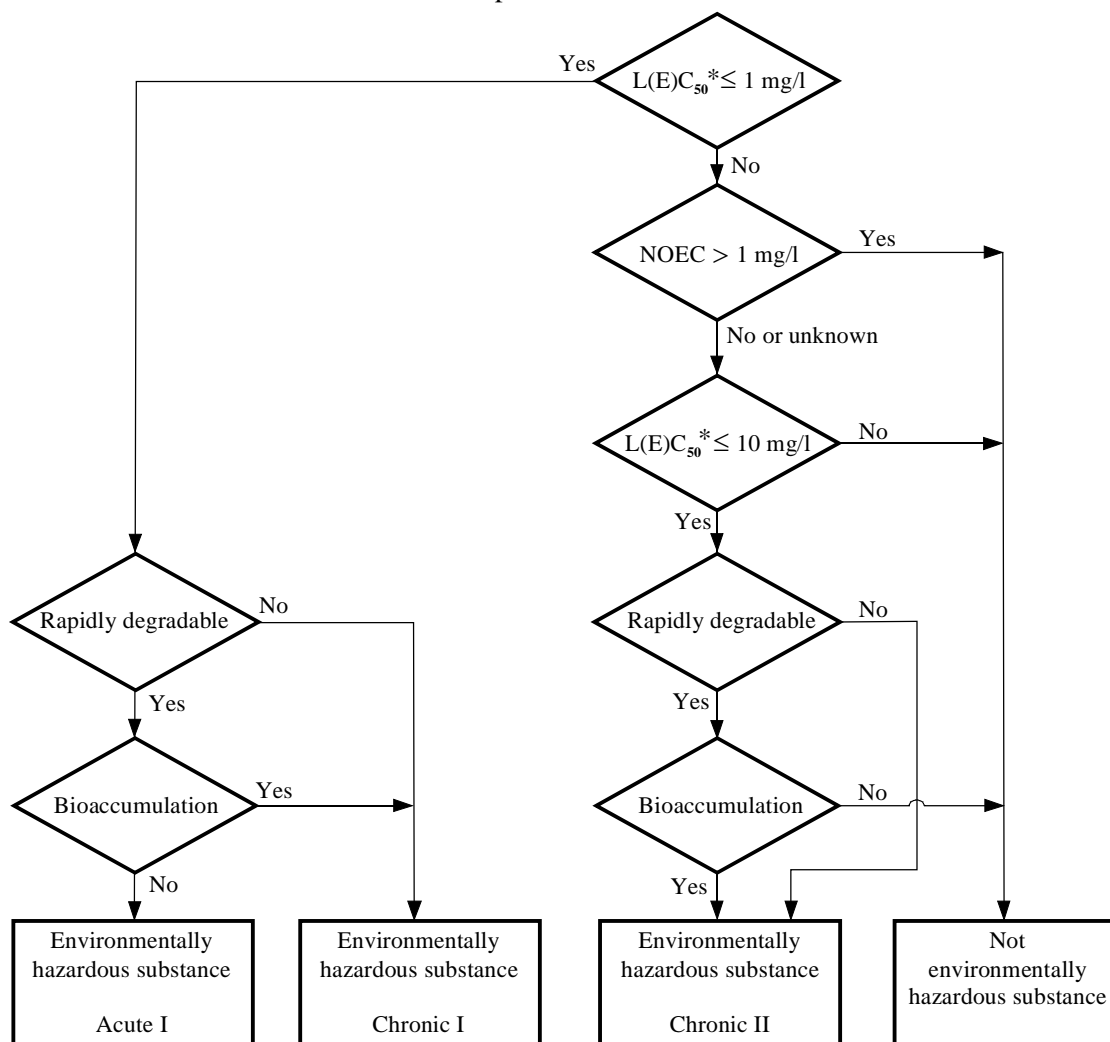 L(E)C50* ≤ 1 mg/l
Yes
No
NOEC > 1 mg/l
Yes
No or unknown
L(E)C50* ≤ 10 mg/l
No
Yes
Rapidly degradable
No
Yes
Rapidly degradable
No
Yes
Bioaccumulation
Yes
No
Bioaccumulation
No
Yes
Environmentally
hazardous substance
Acute I
Environmentally
hazardous substance
Chronic I
Environmentally
hazardous substance
Chronic II
Not
environmentally
hazardous substance